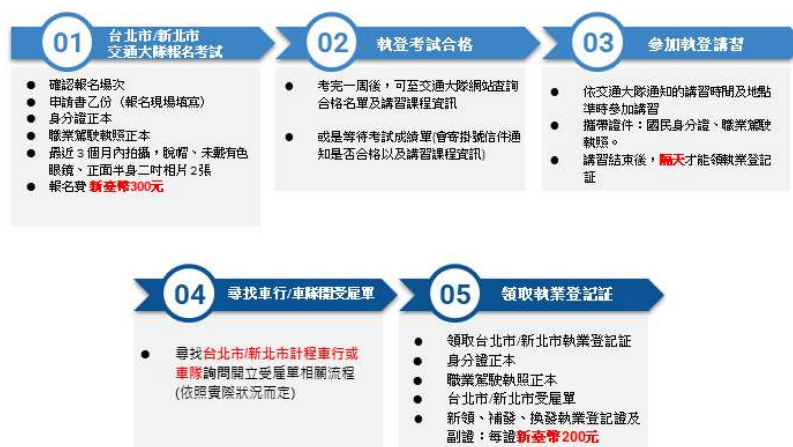 01
台北市/新北市
交通大隊報名考試
● 確認報名場次
● 申請書乙份（報名現場填寫）
● 身分證正本
● 職業駕駛執照正本
● 最近3個月內拍攝，脫帽、未戴有色
眼鏡、正面半身二吋相片2張
● 報名費新臺幣300元
02
執登考試合格
● 考完一周後，可至交通大隊網站查詢
合格名單及講習課程資訊
● 或是等待考試成績單(會寄掛號信件通
知是否合格以及講習課程資訊)
03
參加執登講習
● 依交通大隊通知的講習時間及地點
準時參加講習
● 攜帶證件：國民身分證、職業駕駛
執照。
● 講習結束後，隔天才能領執業登記
証
04
尋找車行/車隊開受雇單
● 尋找台北市/新北市計程車行或
車隊詢問開立受雇單相關流程
(依照實際狀況而定)
05
領取執業登記証
● 領取台北市/新北市執業登記証
● 身分證正本
● 職業駕駛執照正本
● 台北市/新北市受雇單
● 新領、補發、換發執業登記證及
副證：每證新臺幣200元